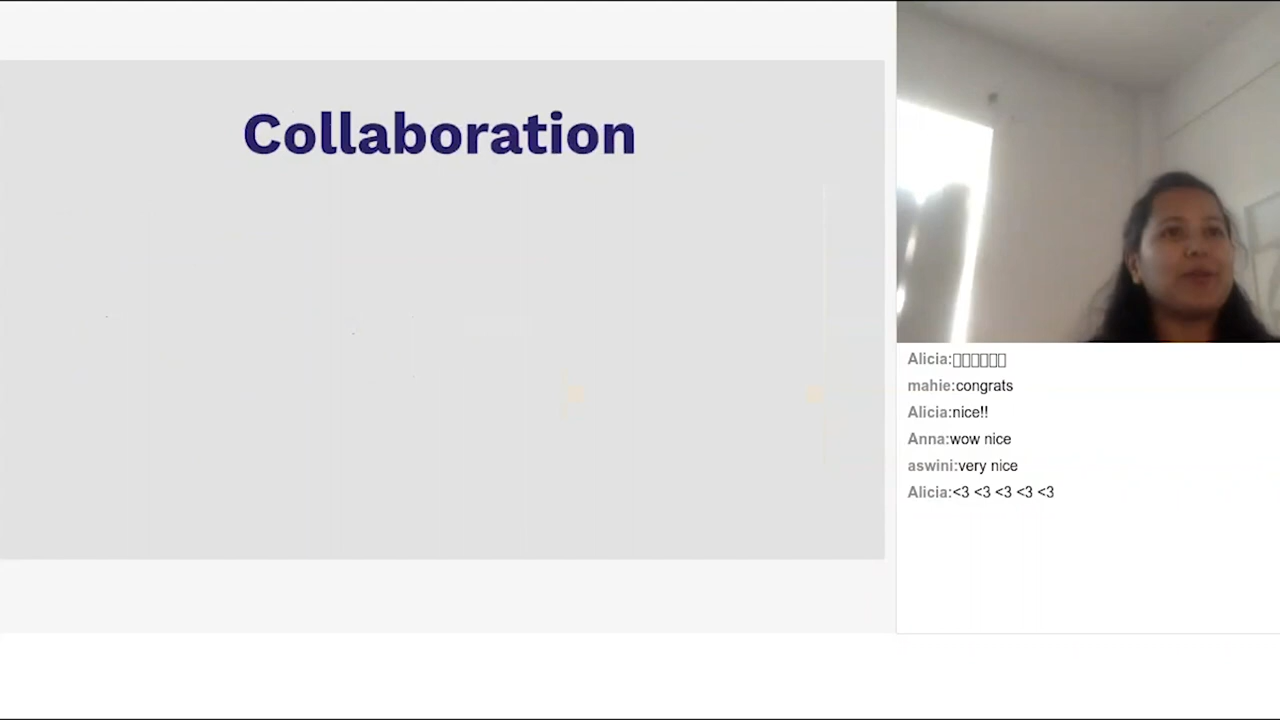 Collaboration
Alicia:▯▯▯▯▯▯
mahie:congrats
Alicia:nice!!
Anna:wow nice
aswini:very nice
Alicia:<3 <3 <3 <3 <3